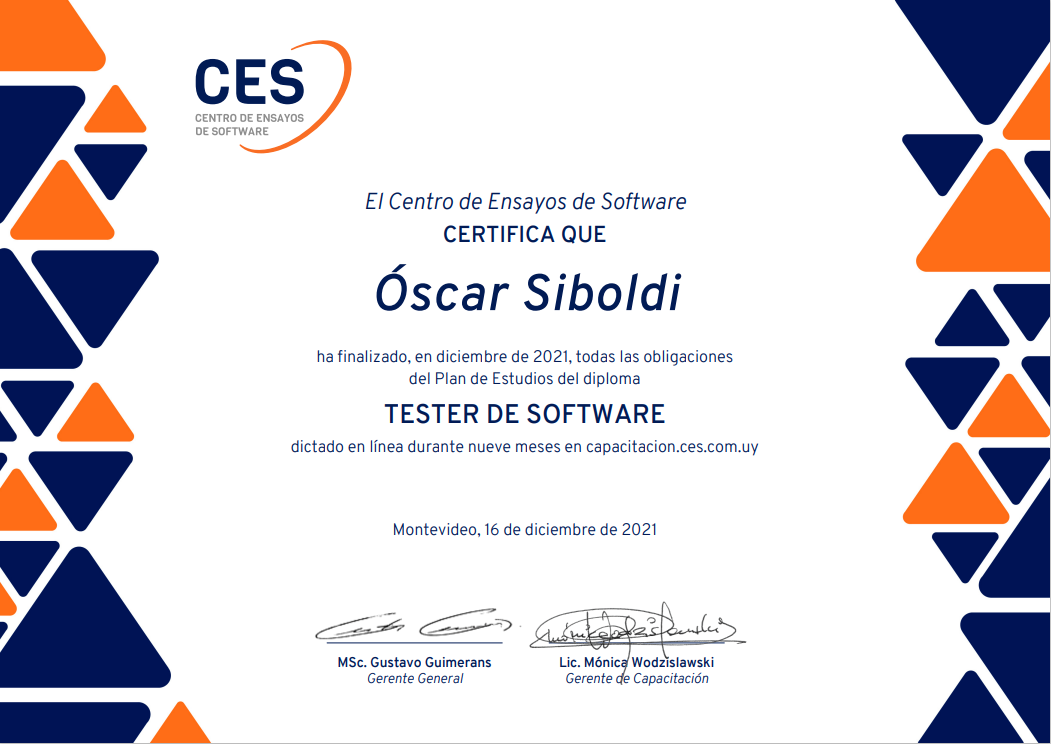 CES
CENTRO DE ENSAYOS
DE SOFTWARE
El Centro de Ensayos de Software
CERTIFICA QUE
Óscar Siboldi
ha finalizado, en diciembre de 2021, todas las obligaciones
del Plan de Estudios del diploma
TESTER DE SOFTWARE
dictado en línea durante nueve meses en capacitacion.ces.com.uy
Montevideo, 16 de diciembre de 2021
MSc. Gustavo Guimerans
Gerente General
Lic. Mónica Wodzislawski
Gerente de Capacitación